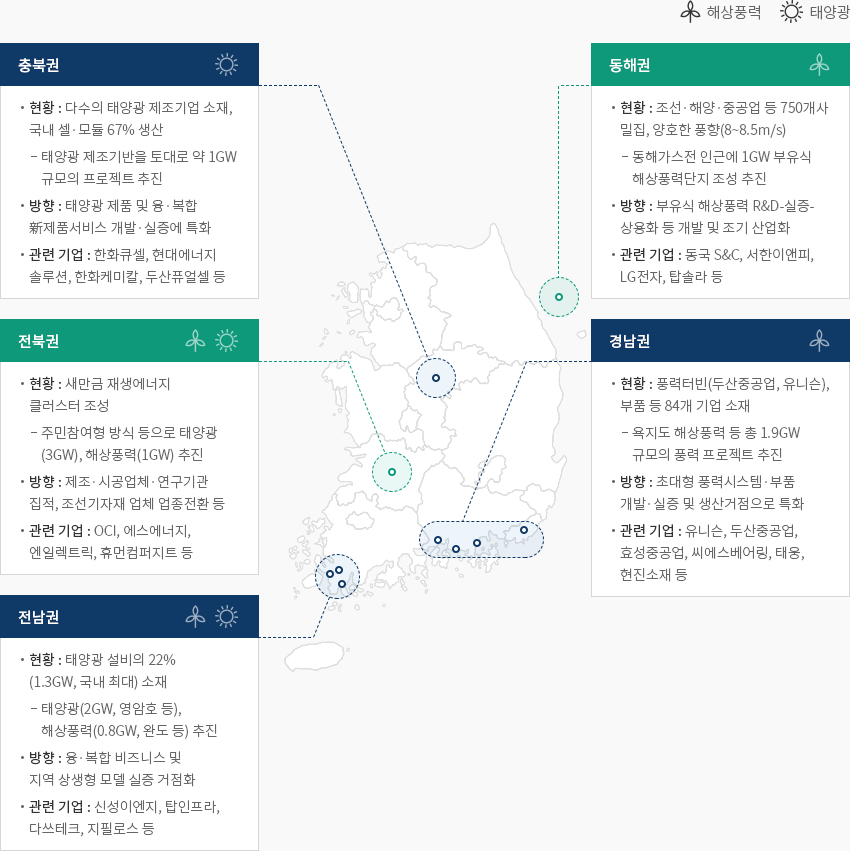 해상풍력 태양광
충북권
• 현황 : 다수의 태양광 제조기업 소재,
국내 셀·모듈 67% 생산
– 태양광 제조기반을 토대로 약 1GW
규모의 프로젝트 추진
• 방향 : 태양광 제품 및 융·복합
新제품서비스 개발·실증에 특화
• 관련 기업 : 한화큐셀, 현대에너지
솔루션, 한화케미칼, 두산퓨얼셀 등
동해권
• 현황 : 조선·해양·중공업 등 750개사
밀집, 양호한 풍향(8~8.5m/s)
– 동해가스전 인근에 1GW 부유식
해상풍력단지 조성 추진
• 방향 : 부유식 해상풍력 R&D-실증-
상용화 등 개발 및 조기 산업화
• 관련 기업 : 동국 S&C, 서한이앤피,
LG전자, 탑솔라 등
전북권
• 현황 : 새만금 재생에너지
클러스터 조성
– 주민참여형 방식 등으로 태양광
(3GW), 해상풍력(1GW) 추진
• 방향 : 제조·시공업체·연구기관
집적, 조선기자재 업체 업종전환 등
• 관련 기업 : OCI, 에스에너지,
엔일렉트릭, 휴먼컴퍼지트 등
경남권
• 현황 : 풍력터빈(두산중공업, 유니슨),
부품 등 84개 기업 소재
– 욕지도 해상풍력 등 총 1.9GW
규모의 풍력 프로젝트 추진
• 방향 : 초대형 풍력시스템·부품
개발·실증 및 생산거점으로 특화
• 관련 기업 : 유니슨, 두산중공업,
효성중공업, 씨에스베어링, 태웅,
현진소재 등
전남권
• 현황 : 태양광 설비의 22%
(1.3GW, 국내 최대) 소재
– 태양광(2GW, 영암호 등),
해상풍력(0.8GW, 완도 등) 추진
• 방향 : 융·복합 비즈니스 및
지역 상생형 모델 실증 거점화
• 관련 기업 : 신성이엔지, 탑인프라,
다쓰테크, 지필로스 등